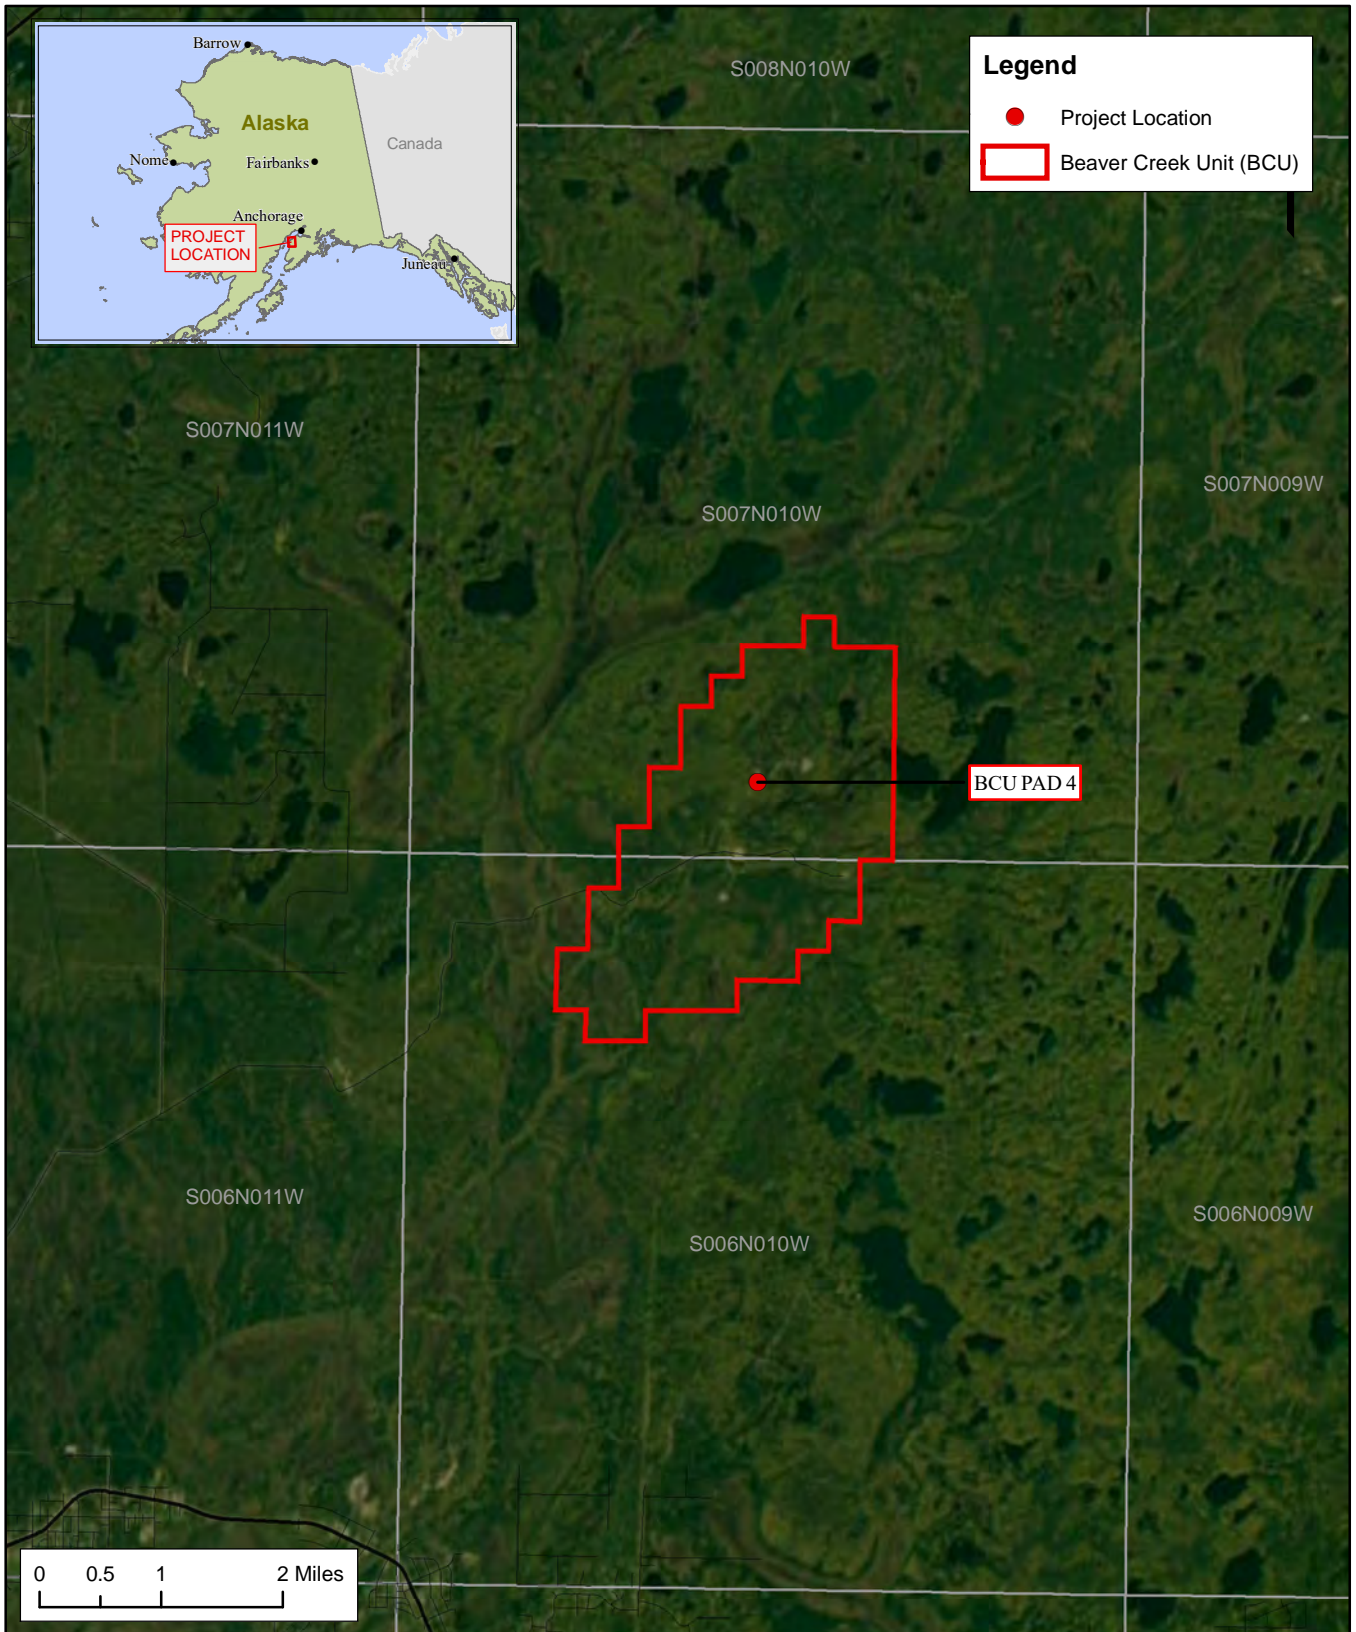 Barrow
Alaska
Canada
Nome
Fairbanks
Anchorage
PROJECT
LOCATION
Juneau
S008N010W
Legend
Project Location
Beaver Creek Unit (BCU)
S007N011W
S007N009W
S007N010W
BCU PAD 4
S006N011W
S006N009W
S006N010W
0 0.5 1 2 Miles